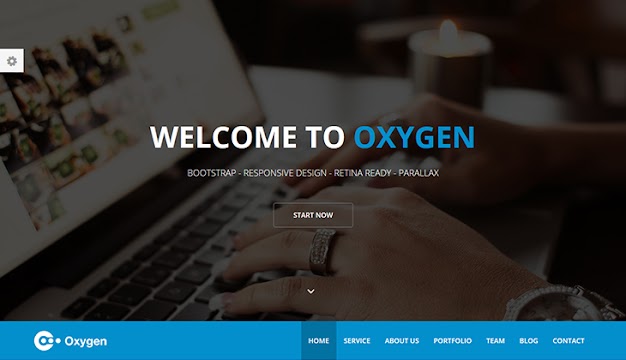 WELCOME TO OXYGEN
BOOTSTRAP - RESPONSIVE DESIGN - RETINA READY - PARALLAX
START NOW
Oxygen
HOME SERVICE ABOUT US PORTFOLIO TEAM BLOG CONTACT